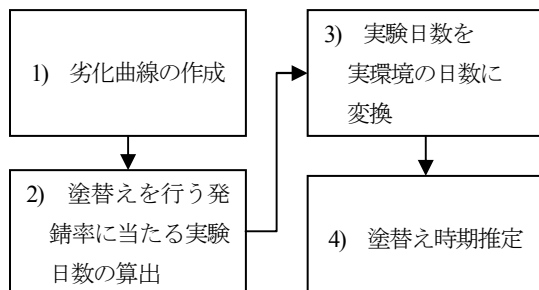 1) 劣化曲線の作成
2) 塗替えを行う発
錆率に当たる実験
日数の算出
3) 実験日数を
実環境の日数に
変換
4) 塗替え時期推定